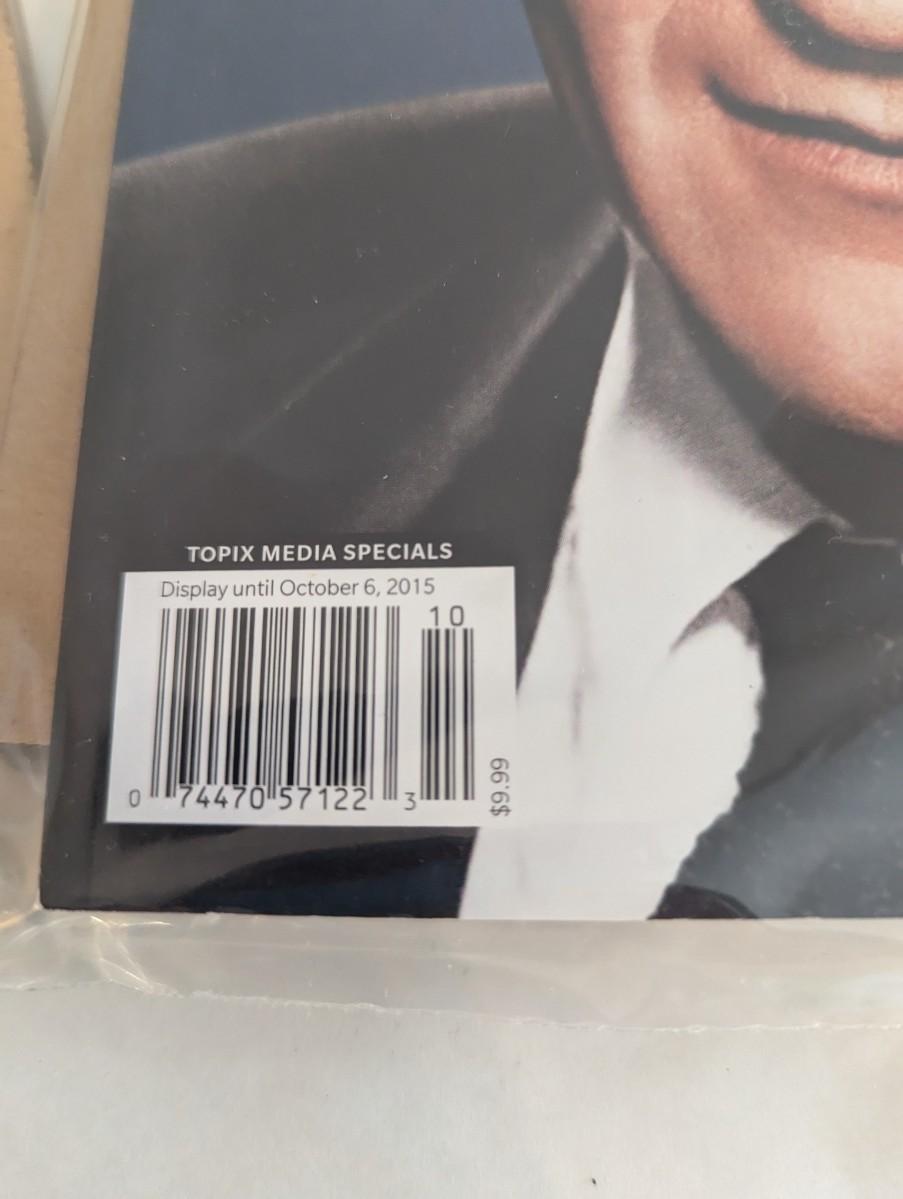 TOPIX MEDIA SPECIALS
Display until October 6, 2015
10
0 74470 57122 3
$9.99